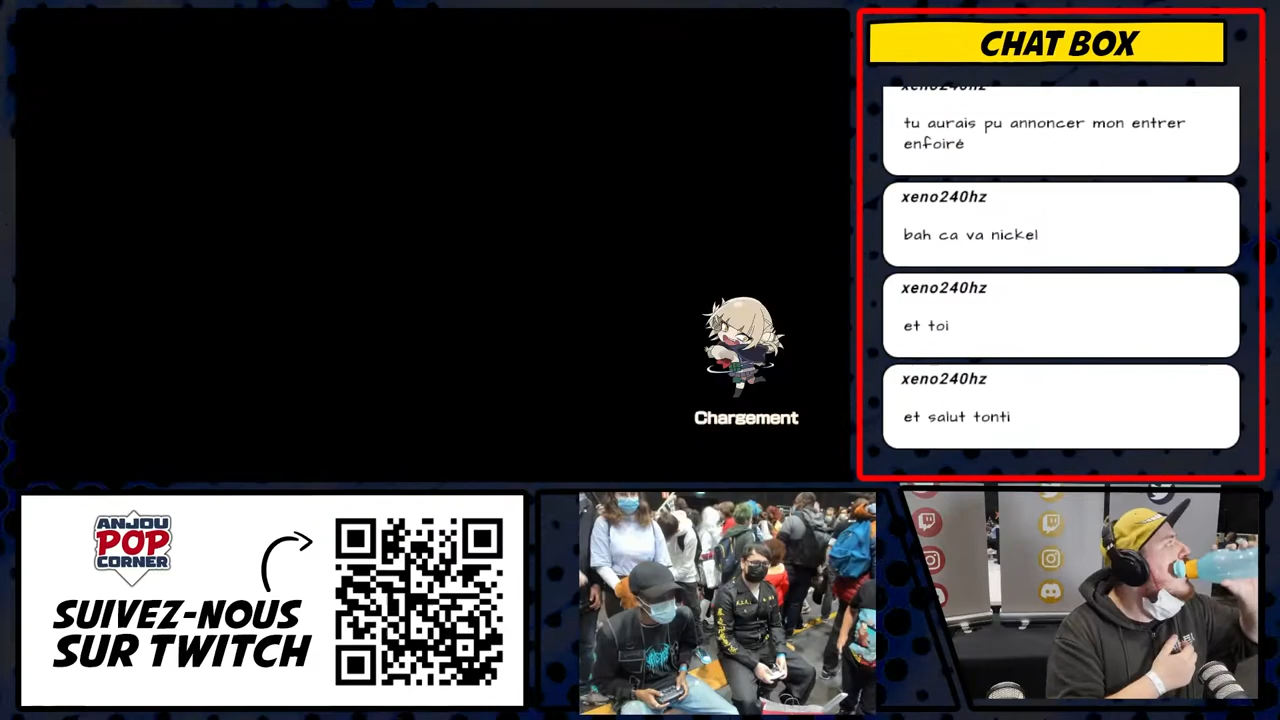 CHAT BOX
xeno240hz
tu aurais pu annoncer mon entrer
enfoiré
xeno240hz
bah ca va nickel
xeno240hz
et toi
xeno240hz
et salut tonti
Chargement
ANJOU
POP
CORNER
SUIVEZ-NOUS
SUR TWITCH